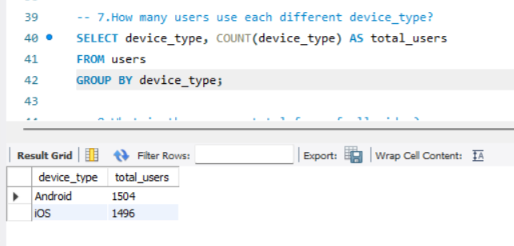 39 -- 7.How many users use each different device_type?
40 SELECT device_type, COUNT(device_type) AS total_users
41 FROM users
42 GROUP BY device_type;
43
Result Grid Filter Rows: Export: Wrap Cell Content:
device_type total_users
Android 1504
iOS 1496